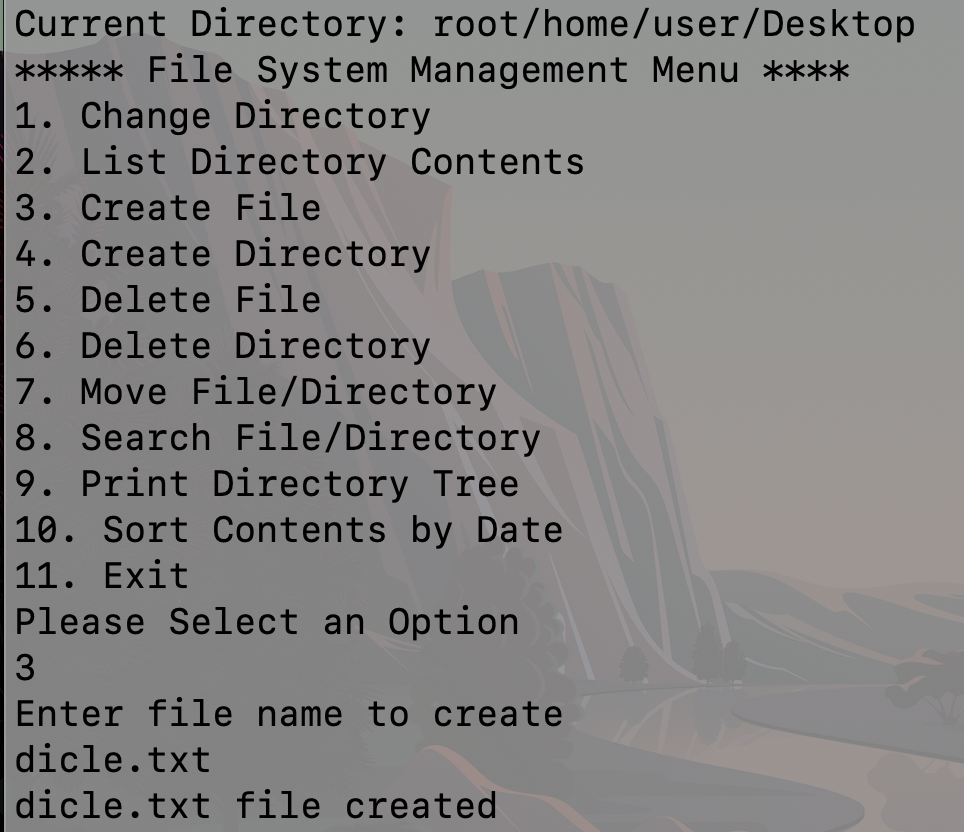 Current Directory: root/home/user/Desktop
***** File System Management Menu ****
1. Change Directory
2. List Directory Contents
3. Create File
4. Create Directory
5. Delete File
6. Delete Directory
7. Move File/Directory
8. Search File/Directory
9. Print Directory Tree
10. Sort Contents by Date
11. Exit
Please Select an Option
3
Enter file name to create
dicle.txt
dicle.txt file created